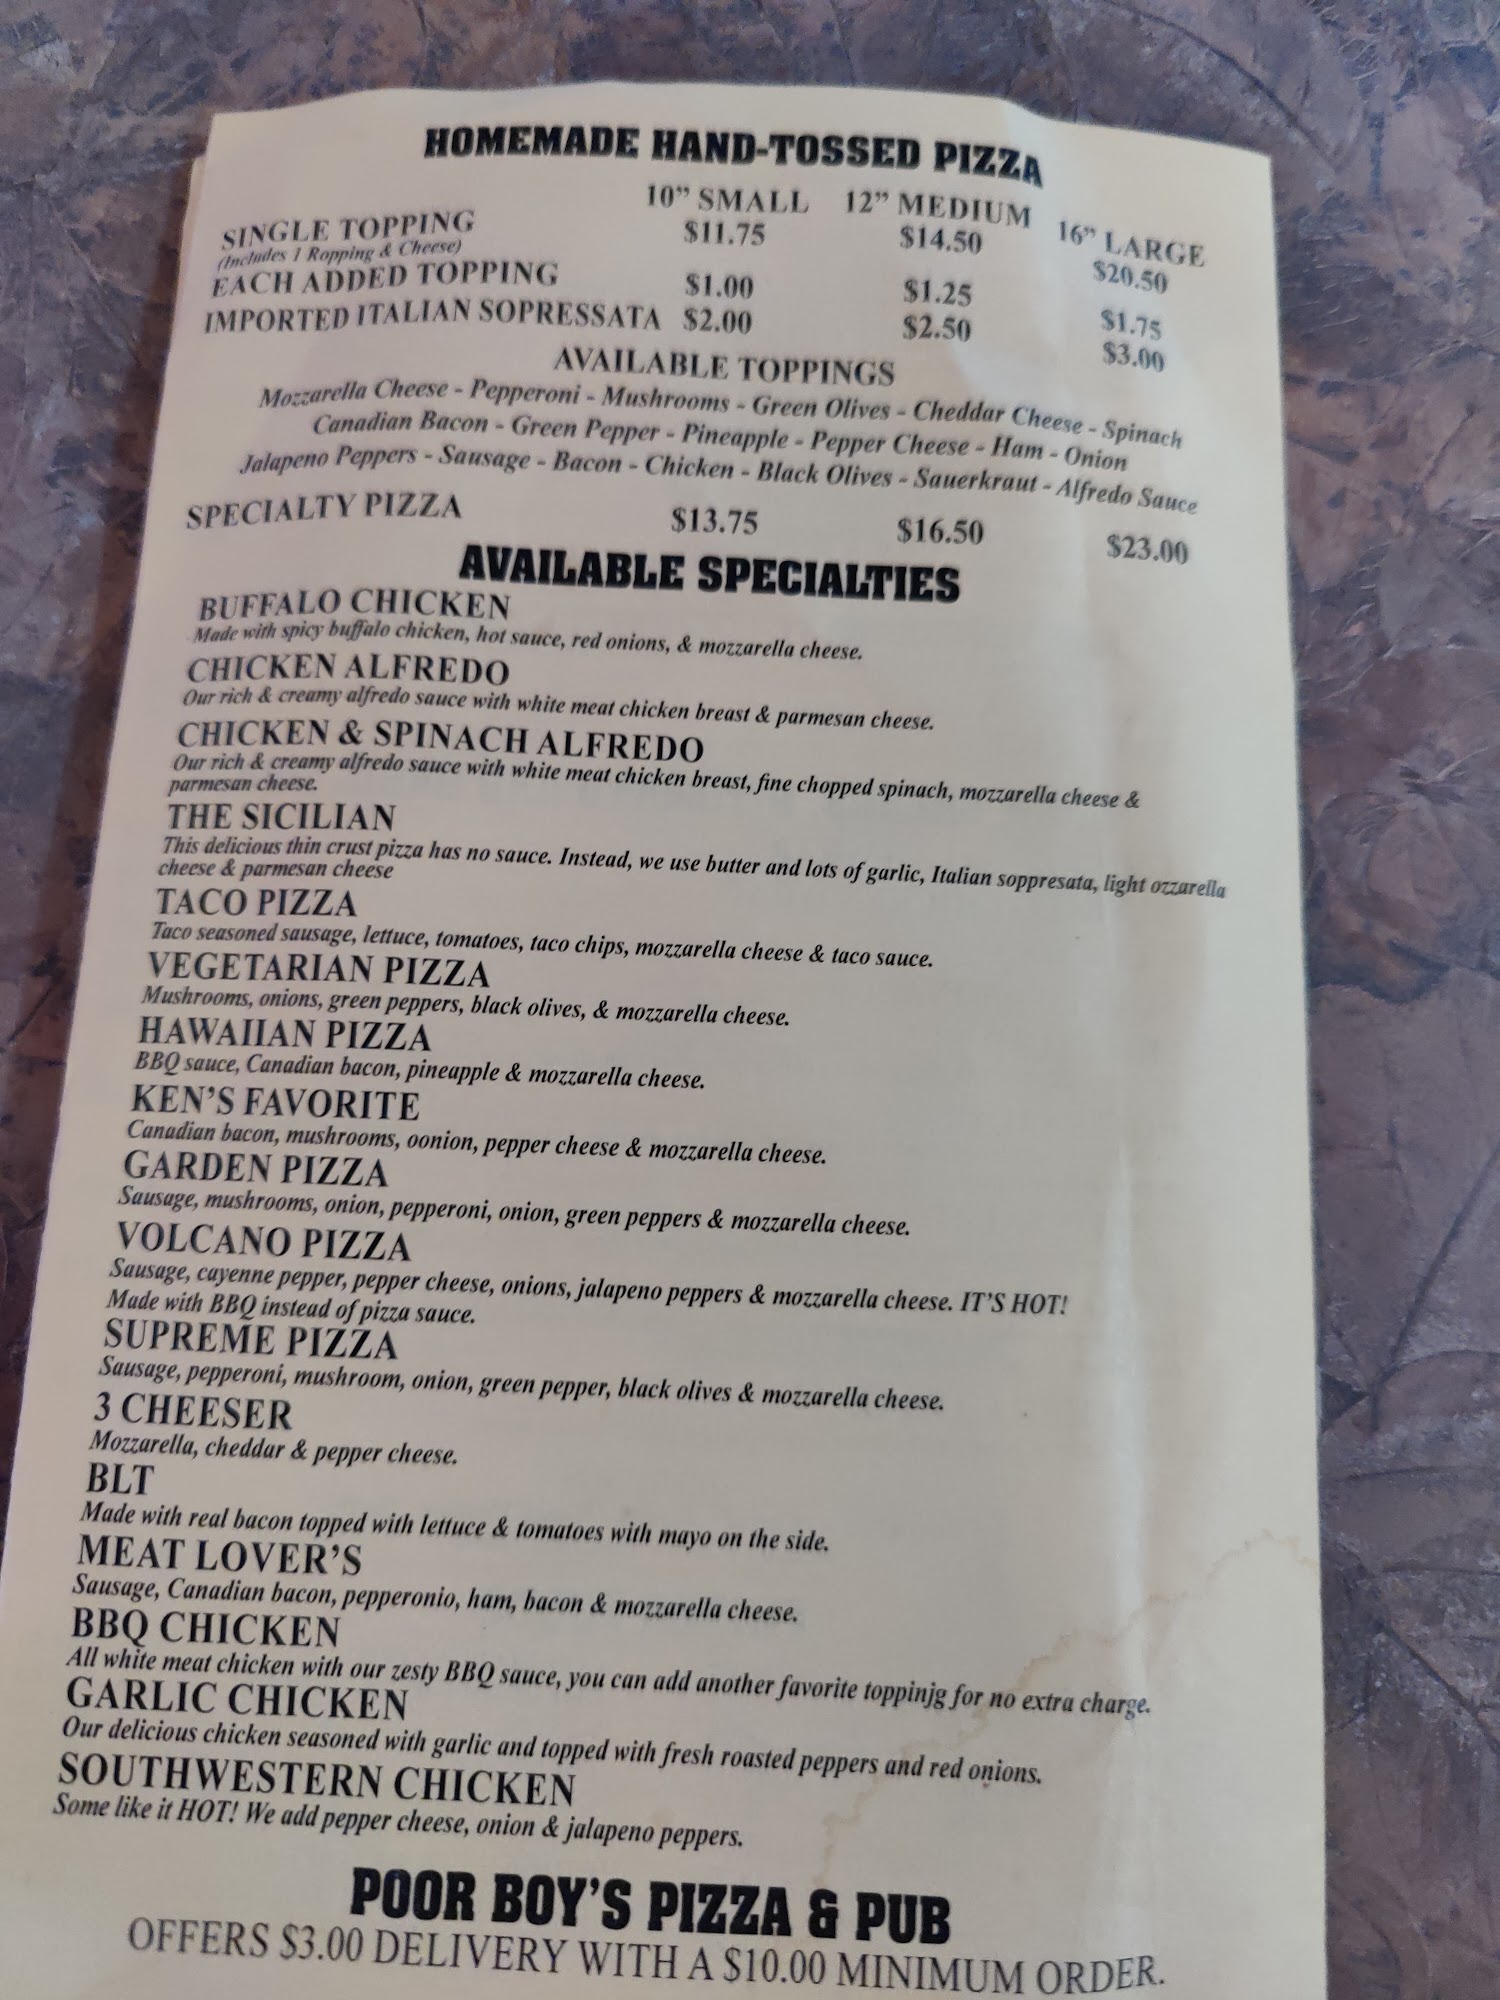 HOMEMADE HAND-TOSSED PIZZA
10” SMALL 12” MEDIUM 16” LARGE
SINGLE TOPPING $11.75 $14.50 $20.50
(Includes 1 Ropping & Cheese)
EACH ADDED TOPPING $1.00 $1.25 $1.75
IMPORTED ITALIAN SOPRESSATA $2.00 $2.50 $3.00
AVAILABLE TOPPINGS
Mozzarella Cheese - Pepperoni - Mushrooms - Green Olives - Cheddar Cheese - Spinach
Canadian Bacon - Green Pepper - Pineapple - Pepper Cheese - Ham - Onion
Jalapeno Peppers - Sausage - Bacon - Chicken - Black Olives - Sauerkraut - Alfredo Sauce
SPECIALTY PIZZA $13.75 $16.50 $23.00
AVAILABLE SPECIALTIES
BUFFALO CHICKEN
Made with spicy buffalo chicken, hot sauce, red onions, & mozzarella cheese.
CHICKEN ALFREDO
Our rich & creamy alfredo sauce with white meat chicken breast & parmesan cheese.
CHICKEN & SPINACH ALFREDO
Our rich & creamy alfredo sauce with white meat chicken breast, fine chopped spinach, mozzarella cheese &
parmesan cheese.
THE SICILIAN
This delicious thin crust pizza has no sauce. Instead, we use butter and lots of garlic, Italian soppresata, light ozzarella
cheese & parmesan cheese
TACO PIZZA
Taco seasoned sausage, lettuce, tomatoes, taco chips, mozzarella cheese & taco sauce.
VEGETARIAN PIZZA
Mushrooms, onions, green peppers, black olives, & mozzarella cheese.
HAWAIIAN PIZZA
BBQ sauce, Canadian bacon, pineapple & mozzarella cheese.
KEN’S FAVORITE
Canadian bacon, mushrooms, oonion, pepper cheese & mozzarella cheese.
GARDEN PIZZA
Sausage, mushrooms, onion, pepperoni, onion, green peppers & mozzarella cheese.
VOLCANO PIZZA
Sausage, cayenne pepper, pepper cheese, onions, jalapeno peppers & mozzarella cheese. IT’S HOT!
Made with BBQ instead of pizza sauce.
SUPREME PIZZA
Sausage, pepperoni, mushroom, onion, green pepper, black olives & mozzarella cheese.
3 CHEESER
Mozzarella, cheddar & pepper cheese.
BLT
Made with real bacon topped with lettuce & tomatoes with mayo on the side.
MEAT LOVER’S
Sausage, Canadian bacon, pepperonio, ham, bacon & mozzarella cheese.
BBQ CHICKEN
All white meat chicken with our zesty BBQ sauce, you can add another favorite toppinjg for no extra charge.
GARLIC CHICKEN
Our delicious chicken seasoned with garlic and topped with fresh roasted peppers and red onions.
SOUTHWESTERN CHICKEN
Some like it HOT! We add pepper cheese, onion & jalapeno peppers.
POOR BOY’S PIZZA & PUB
OFFERS $3.00 DELIVERY WITH A $10.00 MINIMUM ORDER.